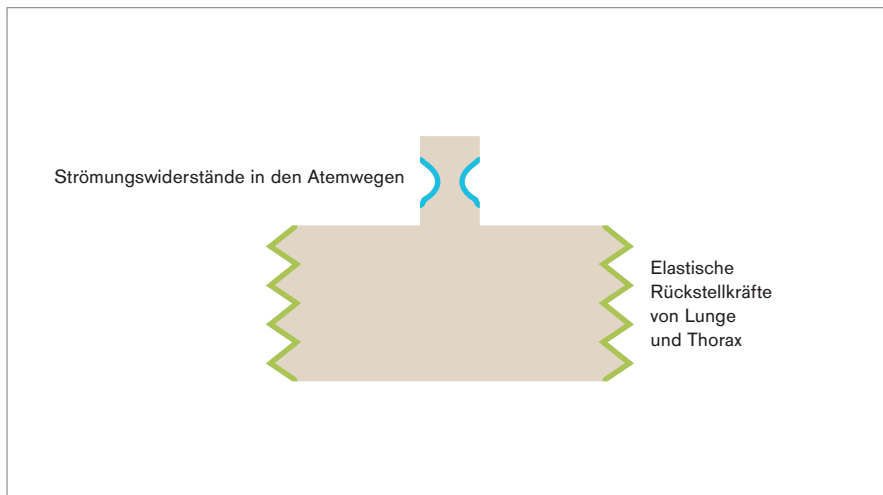 Strömungswiderstände in den Atemwegen
Elastische
Rückstellkräfte
von Lunge
und Thorax